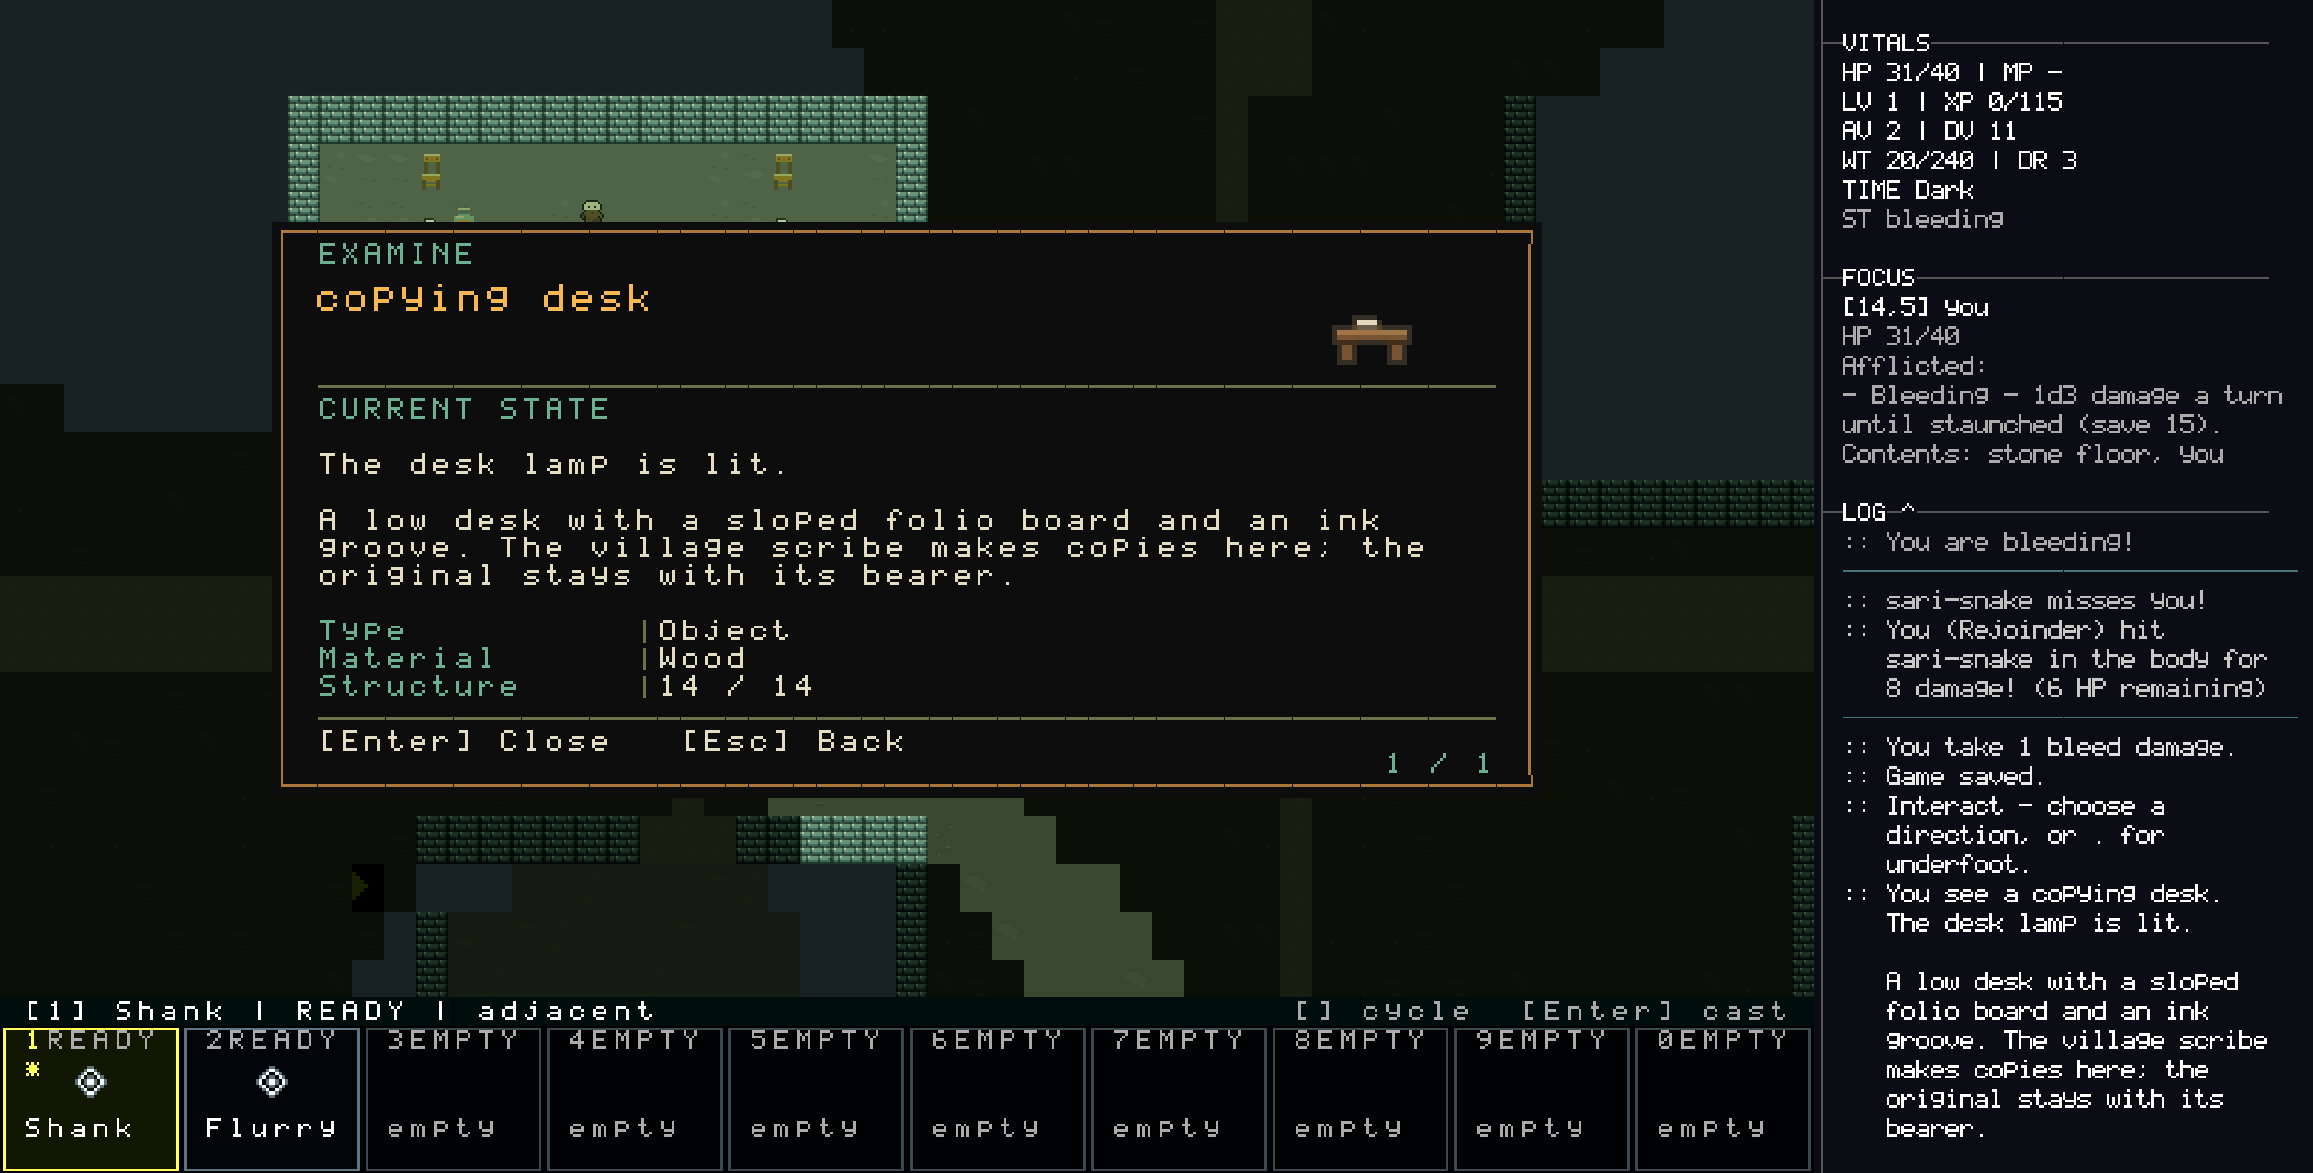 EXAMINE
copying desk
CURRENT STATE
The desk lamp is lit.
A low desk with a sloped folio board and an ink
groove. The village scribe makes copies here; the
original stays with its bearer.
Type | Object
Material | Wood
Structure | 14 / 14
[Enter] Close [Esc] Back
1 / 1
[1] Shank | READY | adjacent
[] cycle [Enter] cast
1READY 2READY 3EMPTY 4EMPTY 5EMPTY 6EMPTY 7EMPTY 8EMPTY 9EMPTY 0EMPTY
Shank Flurry empty empty empty empty empty empty empty empty
VITALS
HP 31/40 | MP -
LV 1 | XP 0/115
AV 2 | DV 11
WT 20/240 | DR 3
TIME Dark
ST bleeding
FOCUS
[14,5] You
HP 31/40
Afflicted:
- Bleeding - 1d3 damage a turn
until staunched (save 15).
Contents: stone floor, you
LOG ^
:: You are bleeding!
:: sari-snake misses you!
:: You (Rejoinder) hit
sari-snake in the body for
8 damage! (6 HP remaining)
:: You take 1 bleed damage.
:: Game saved.
:: Interact - choose a
direction, or . for
underfoot.
:: You see a copying desk.
The desk lamp is lit.
A low desk with a sloped
folio board and an ink
groove. The village scribe
makes copies here; the
original stays with its
bearer.